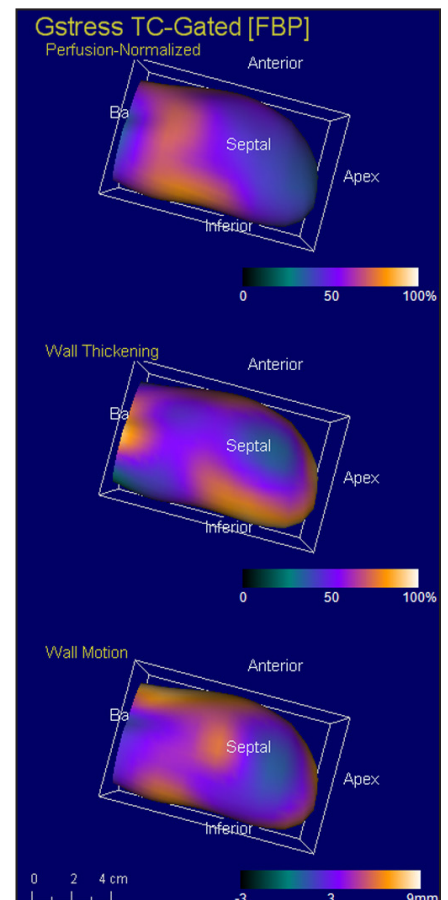 Gstress TC-Gated [FBP]
Perfusion-Normalized
Anterior
Ba
Septal
Apex
Inferior
0 50 100%
Wall Thickening
Anterior
Ba
Septal
Apex
Inferior
0 50 100%
Wall Motion
Anterior
Ba
Septal
Apex
Inferior
0 2 4 cm
-3 3 9mm